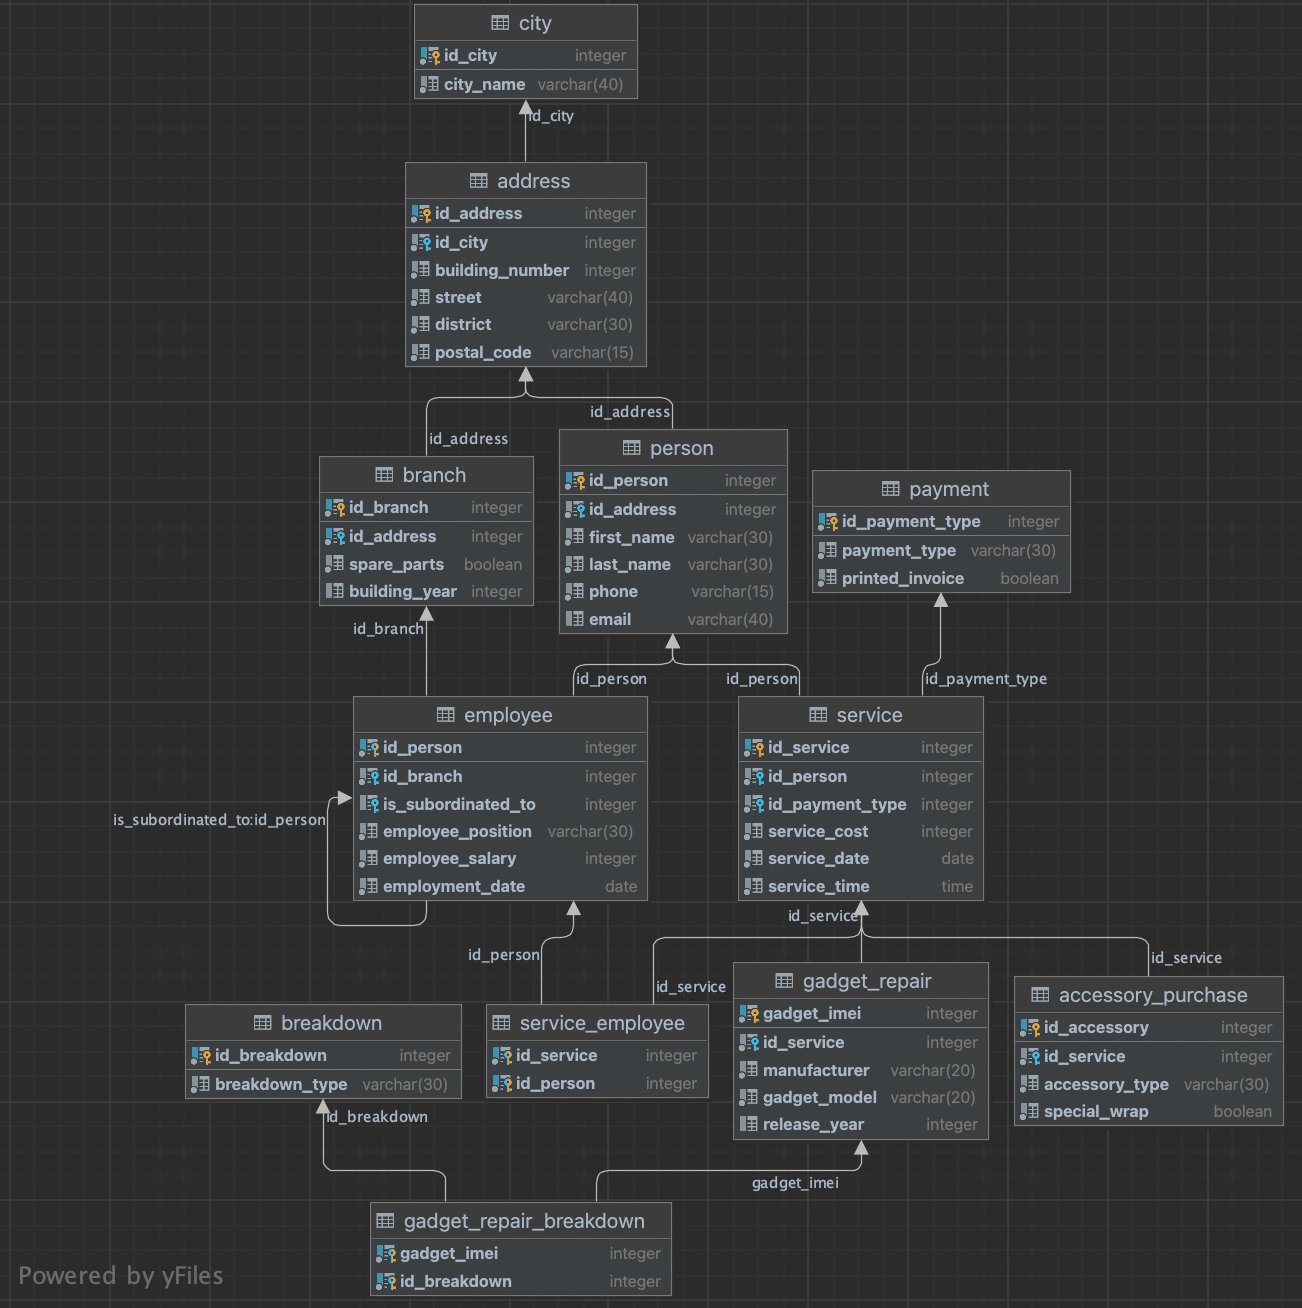 city
id_city integer
city_name varchar(40)
id_city
address
id_address integer
id_city integer
building_number integer
street varchar(40)
district varchar(30)
postal_code varchar(15)
id_address
id_address
branch
id_branch integer
id_address integer
spare_parts boolean
building_year integer
person
id_person integer
id_address integer
first_name varchar(30)
last_name varchar(30)
phone varchar(15)
email varchar(40)
payment
id_payment_type integer
payment_type varchar(30)
printed_invoice boolean
id_branch
id_person
id_person
id_payment_type
employee
id_person integer
id_branch integer
is_subordinated_to integer
employee_position varchar(30)
employee_salary integer
employment_date date
is_subordinated_to:id_person
service
id_service integer
id_person integer
id_payment_type integer
service_cost integer
service_date date
service_time time
id_service
id_person
id_service
id_service
breakdown
id_breakdown integer
breakdown_type varchar(30)
service_employee
id_service integer
id_person integer
gadget_repair
gadget_imei integer
id_service integer
manufacturer varchar(20)
gadget_model varchar(20)
release_year integer
accessory_purchase
id_accessory integer
id_service integer
accessory_type varchar(30)
special_wrap boolean
id_breakdown
gadget_imei
gadget_repair_breakdown
gadget_imei integer
id_breakdown integer
Powered by yFiles